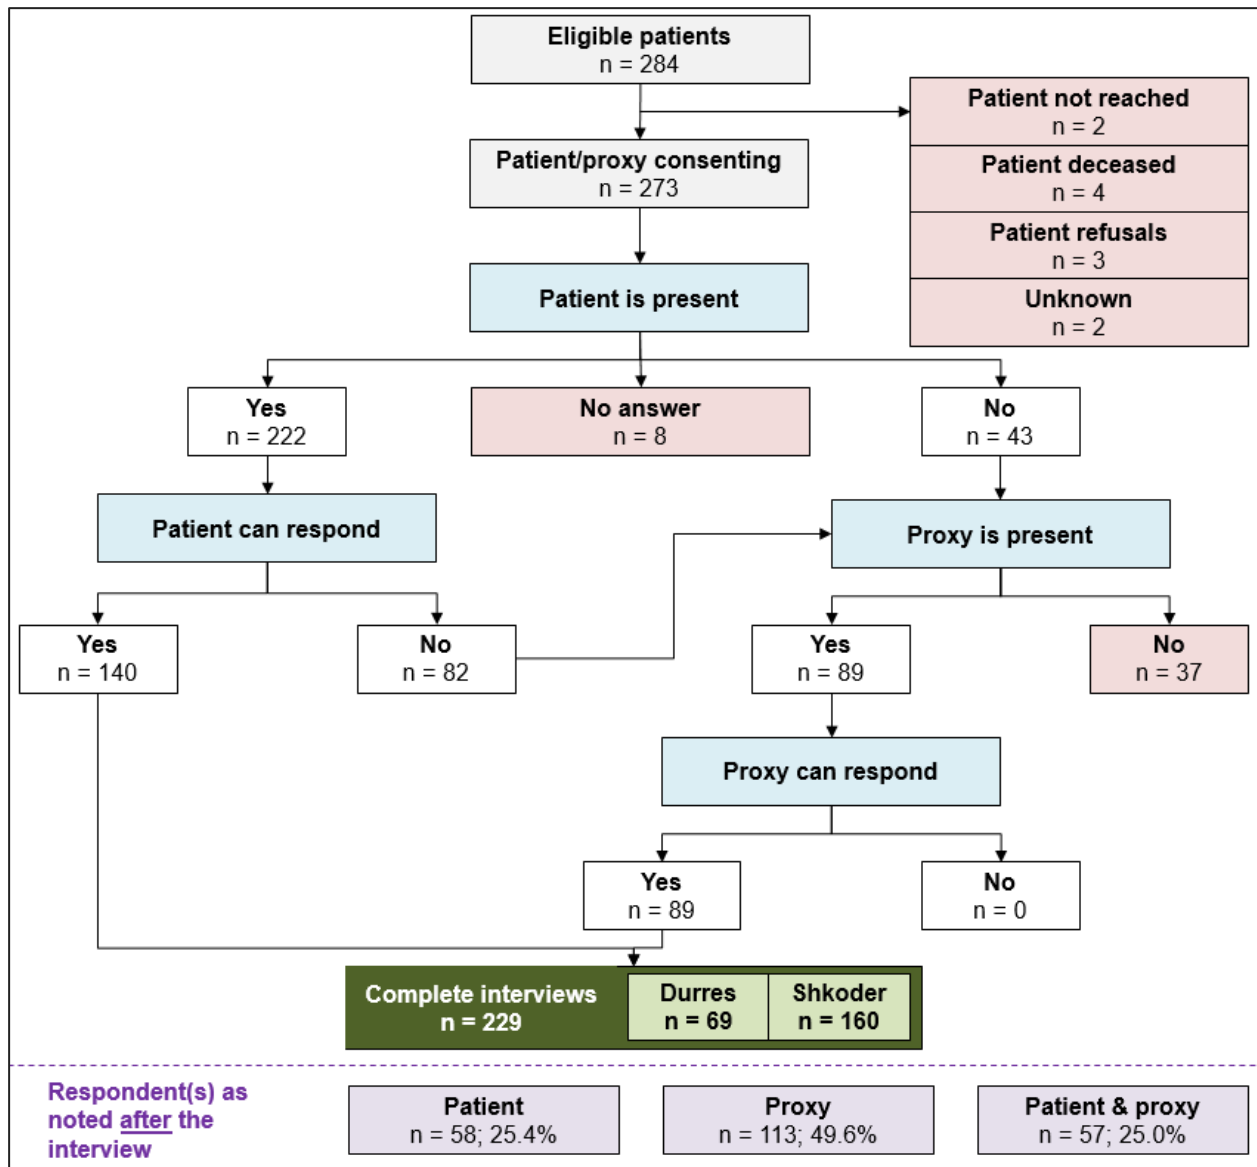 Eligible patients
n = 284
Patient not reached
n = 2
Patient/proxy consenting
n = 273
Patient deceased
n = 4
Patient refusals
n = 3
Unknown
n = 2
Patient is present
Yes
n = 222
No answer
n = 8
No
n = 43
Patient can respond
Proxy is present
Yes
n = 140
No
n = 82
Yes
n = 89
No
n = 37
Proxy can respond
Yes
n = 89
No
n = 0
Complete interviews
n = 229
Durres
n = 69
Shkoder
n = 160
Respondent(s) as
noted after the
interview
Patient
n = 58; 25.4%
Proxy
n = 113; 49.6%
Patient & proxy
n = 57; 25.0%